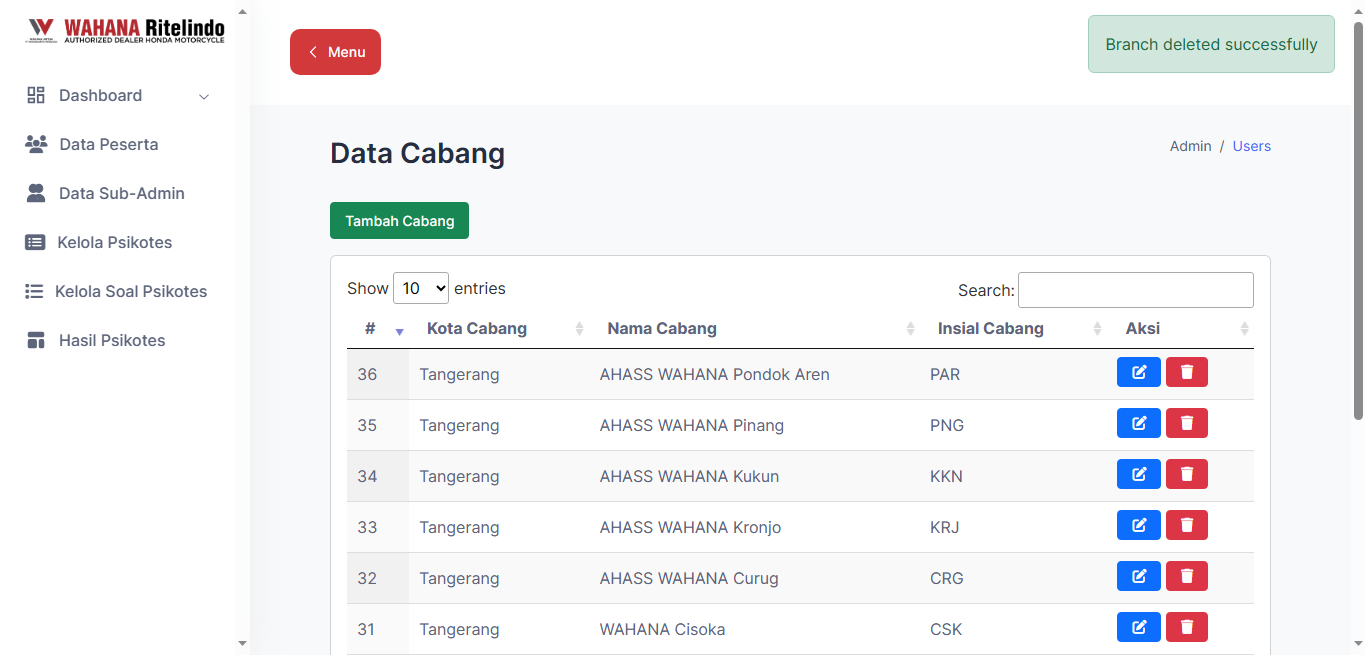 WAHANA Ritelindo
AUTHORIZED DEALER HONDA MOTORCYCLE
Dashboard
Data Peserta
Data Sub-Admin
Kelola Psikotes
Kelola Soal Psikotes
Hasil Psikotes
Menu
Branch deleted successfully
Data Cabang
Admin / Users
Tambah Cabang
Show 10 entries
Search:
# Kota Cabang Nama Cabang Insial Cabang Aksi
36 Tangerang AHASS WAHANA Pondok Aren PAR
35 Tangerang AHASS WAHANA Pinang PNG
34 Tangerang AHASS WAHANA Kukun KKN
33 Tangerang AHASS WAHANA Kronjo KRJ
32 Tangerang AHASS WAHANA Curug CRG
31 Tangerang WAHANA Cisoka CSK